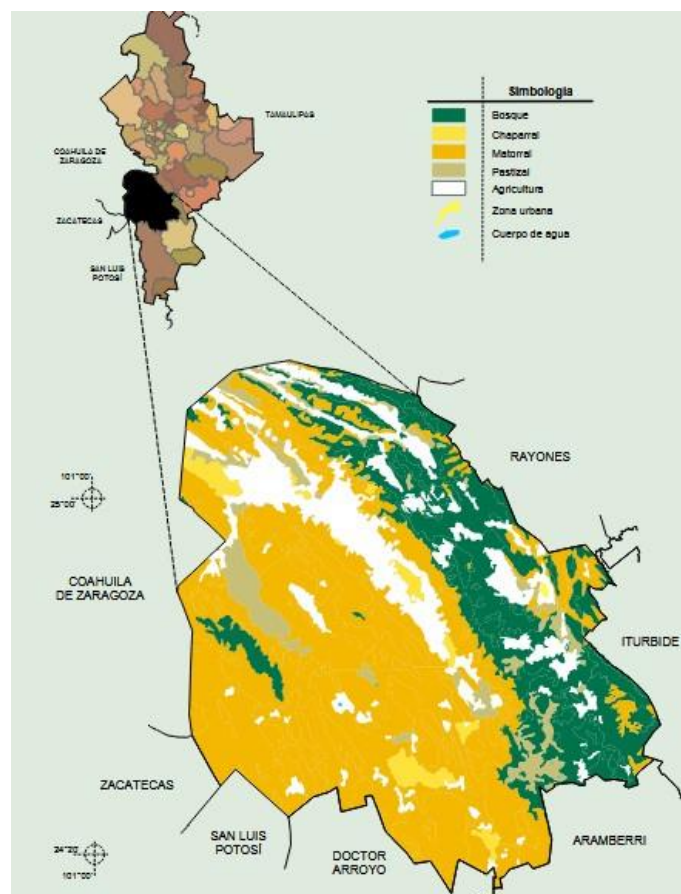 TAMAULIPAS
COAHUILA DE
ZARAGOZA
ZACATECAS
SAN LUIS
POTOSÍ
Simbología
Bosque
Chaparral
Matorral
Pastizal
Agricultura
Zona urbana
Cuerpo de agua
RAYONES
101°00'
25°00'
COAHUILA
DE ZARAGOZA
ITURBIDE
ZACATECAS
SAN LUIS
POTOSÍ
DOCTOR
ARROYO
ARAMBERRI
24°20'
101°00'